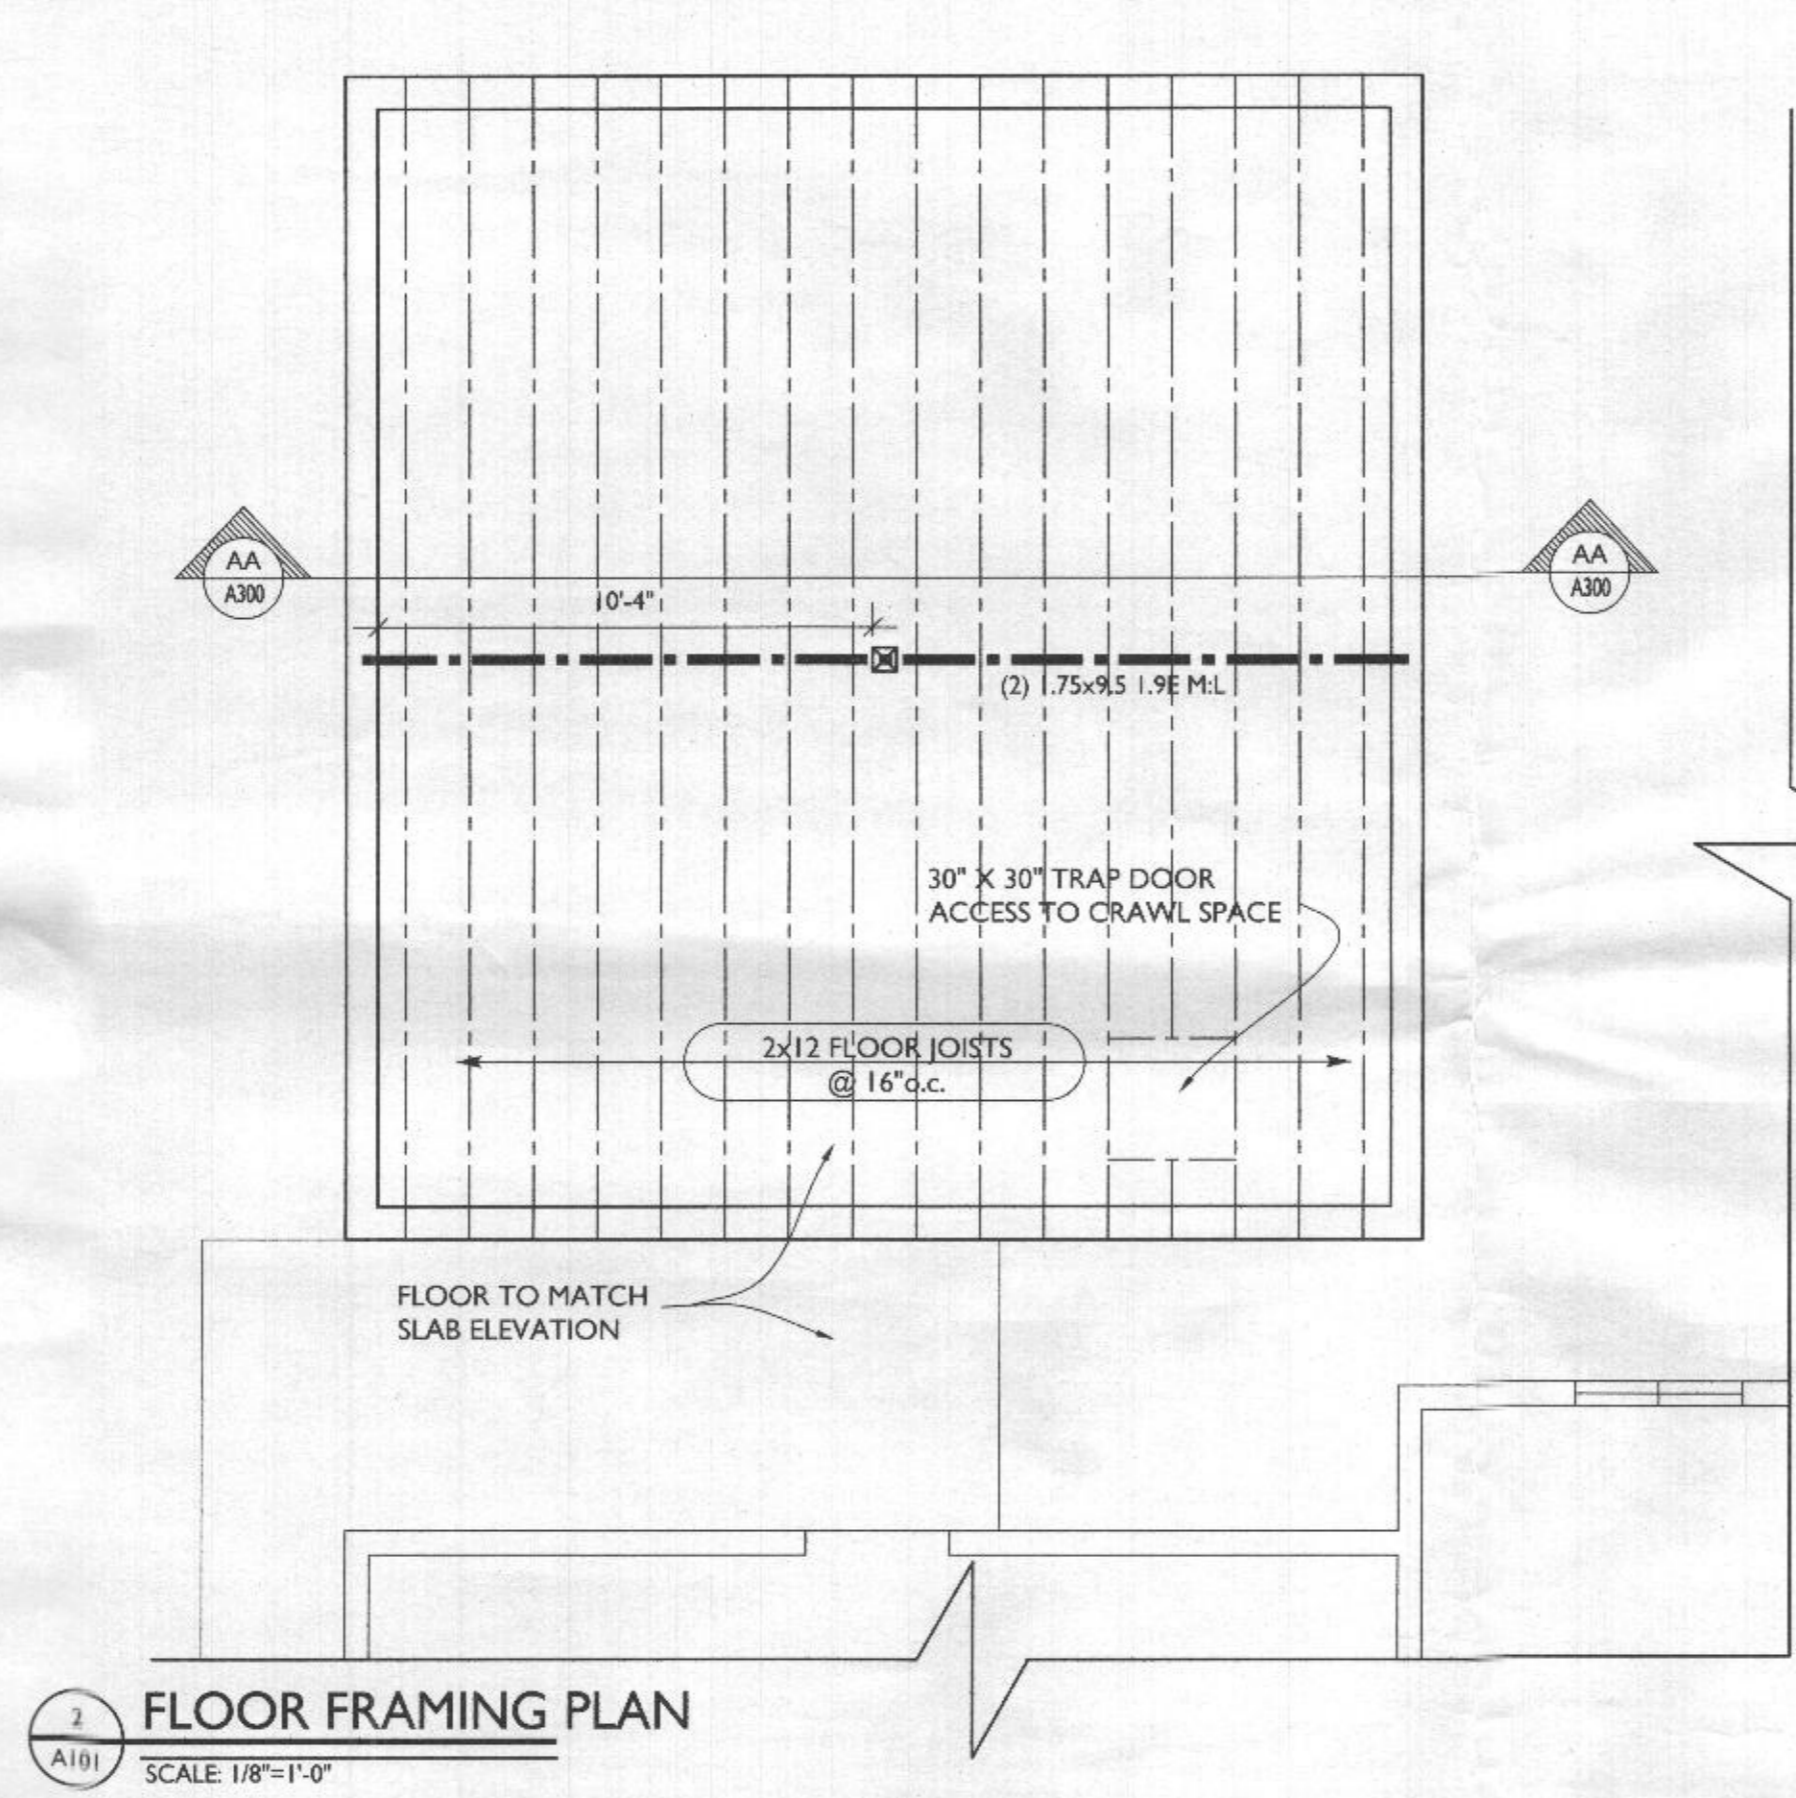 AA
A300
AA
A300
10'-4"
(2) 1.75x9.5 1.9E M:L
30" X 30" TRAP DOOR
ACCESS TO CRAWL SPACE
2x12 FLOOR JOISTS
@ 16"o.c.
FLOOR TO MATCH
SLAB ELEVATION
2
A101
FLOOR FRAMING PLAN
SCALE: 1/8"=1'-0"